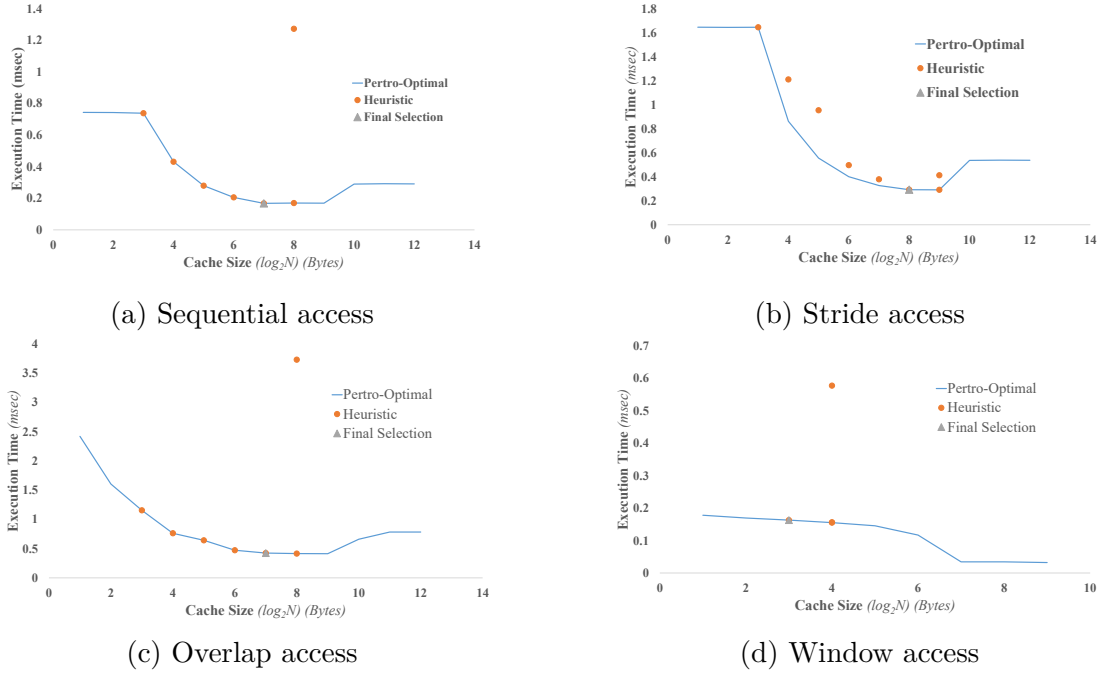 1.4
1.2
1
0.8
0.6
0.4
0.2
0
Execution Time (msec)
Pertro-Optimal
Heuristic
Final Selection
0 2 4 6 8 10 12 14
Cache Size (log₂N) (Bytes)
(a) Sequential access
1.8
1.6
1.4
1.2
1
0.8
0.6
0.4
0.2
0
Execution Time (msec)
Pertro-Optimal
Heuristic
Final Selection
0 2 4 6 8 10 12 14
Cache Size (log₂N) (Bytes)
(b) Stride access
4
3.5
3
2.5
2
1.5
1
0.5
0
Execution Time (msec)
Pertro-Optimal
Heuristic
Final Selection
0 2 4 6 8 10 12 14
Cache Size (log₂N) (Bytes)
(c) Overlap access
0.7
0.6
0.5
0.4
0.3
0.2
0.1
0
Execution Time (msec)
Pertro-Optimal
Heuristic
Final Selection
0 2 4 6 8 10
Cache Size (log₂N) (Bytes)
(d) Window access